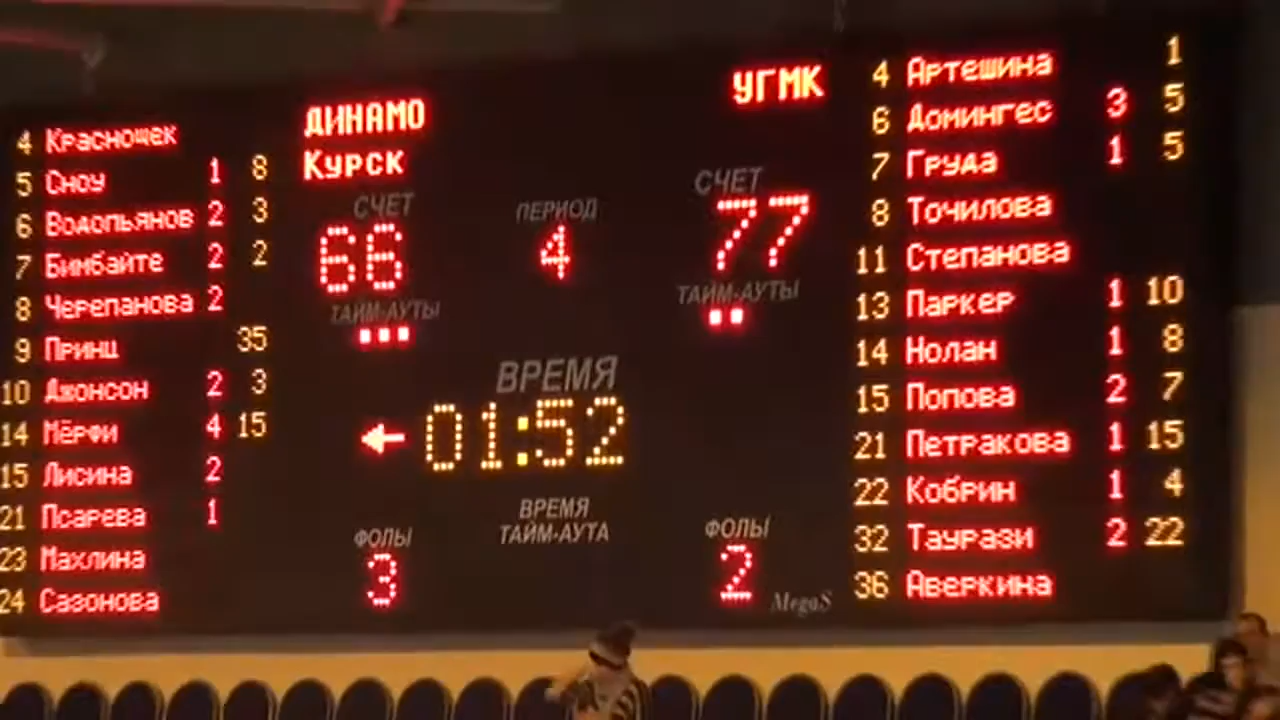 ДИНАМО
Курск
УГМК
4 Красночек
5 Сноу 1 8
6 Водопьянов 2 3
7 Бимбайте 2 2
8 Черепанова 2
9 Принц 35
10 Джонсон 2 3
14 Мёрфи 4 15
15 Лисина 2
21 Псарева 1
23 Махлина
24 Сазонова
СЧЕТ
66
ТАЙМ-АУТЫ
ПЕРИОД
4
СЧЕТ
77
ТАЙМ-АУТЫ
ВРЕМЯ
01:52
ВРЕМЯ
ТАЙМ-АУТА
ФОЛЫ
3
ФОЛЫ
2
MegaS
4 Артешина 1
6 Домингес 3 5
7 Груда 1 5
8 Точилова
11 Степанова
13 Паркер 1 10
14 Нолан 1 8
15 Попова 2 7
21 Петракова 1 15
22 Кобрин 1 4
32 Таурази 2 22
36 Аверкина